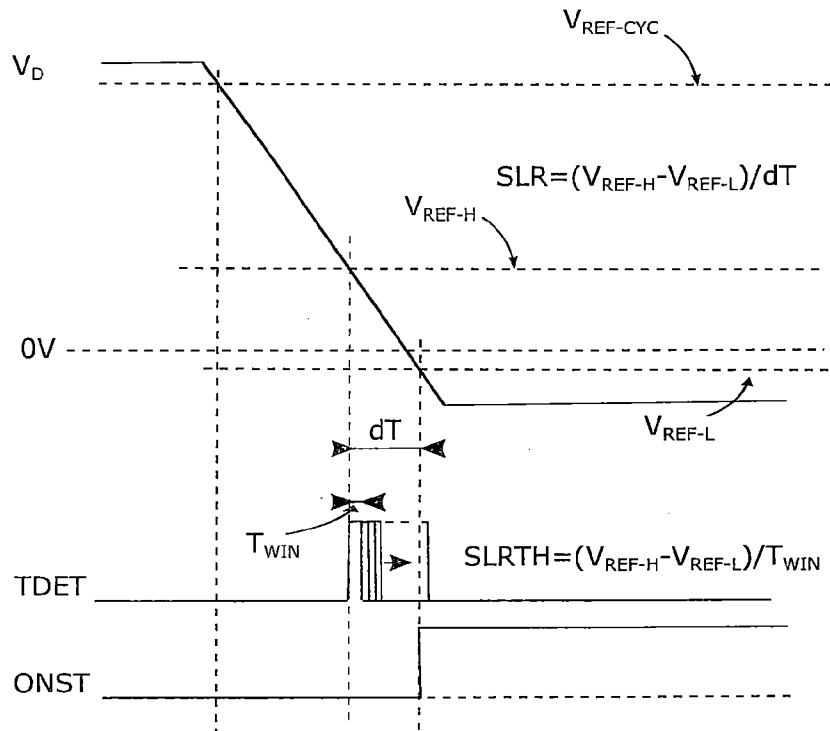 V_REF-CYC
V_D
SLR=(V_REF-H-V_REF-L)/dT
V_REF-H
0V
V_REF-L
dT
T_WIN
SLRTH=(V_REF-H-V_REF-L)/T_WIN
TDET
ONST